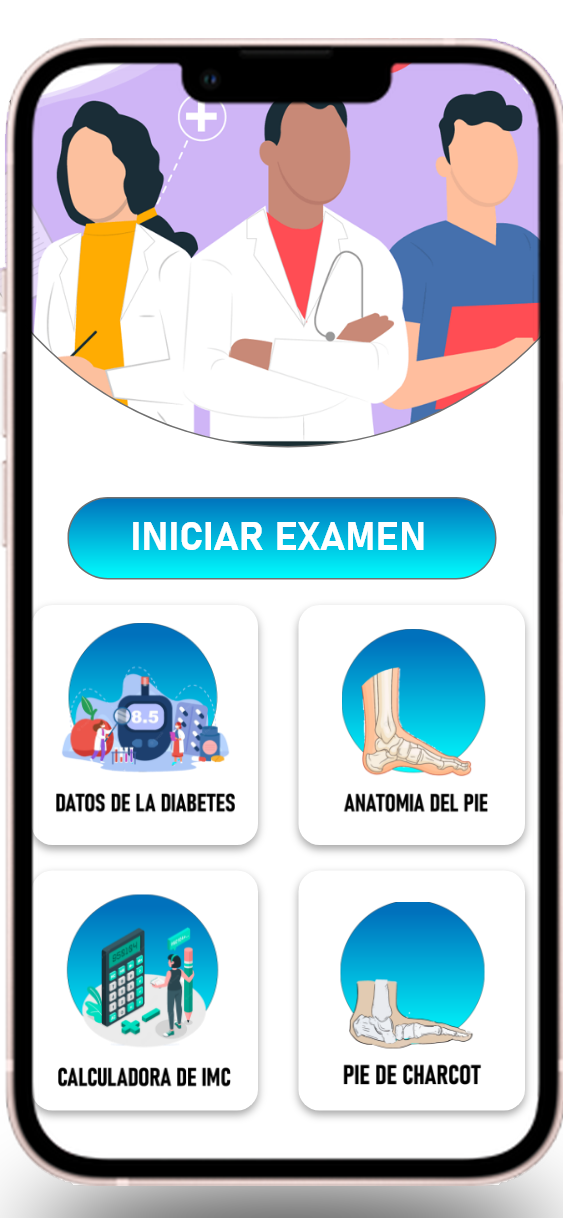 INICIAR EXAMEN
8.5
DATOS DE LA DIABETES
ANATOMIA DEL PIE
CALCULADORA DE IMC
PIE DE CHARCOT